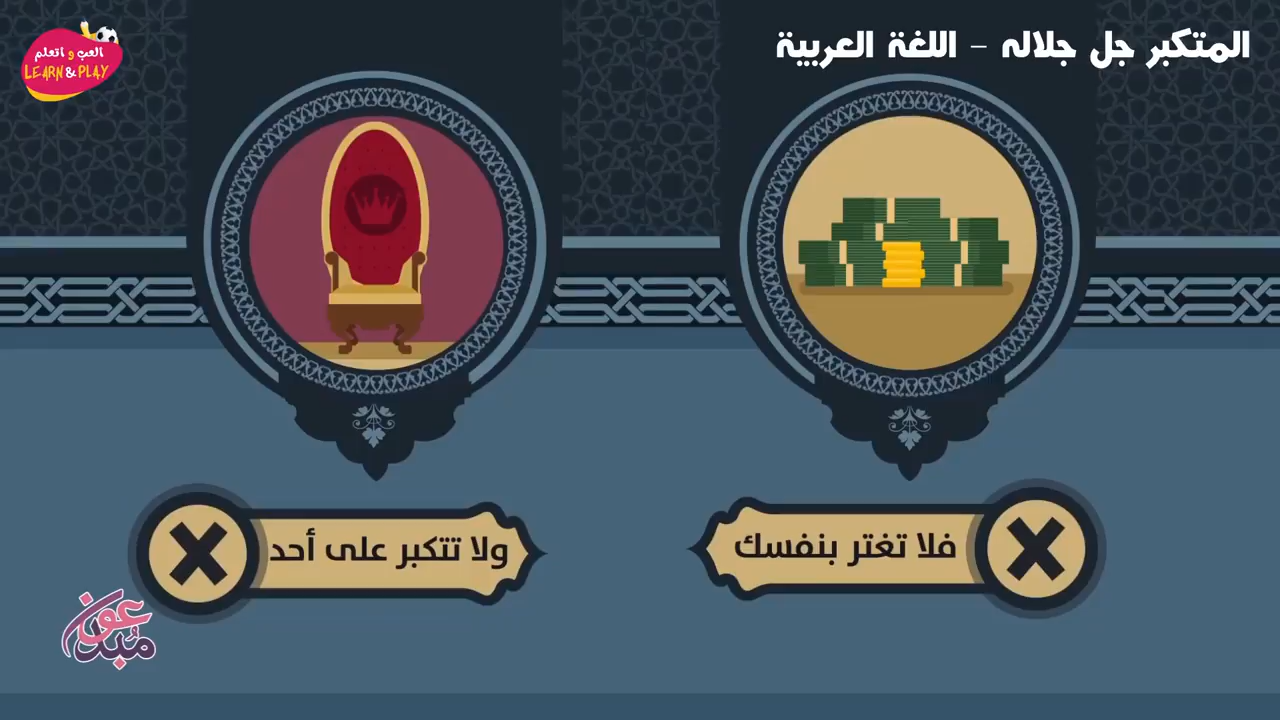 المتكبر جل جلاله - اللغة العربية
العب و اتعلم
LEARN & PLAY
فلا تغتر بنفسك
ولا تتكبر على أحد
مبدعون